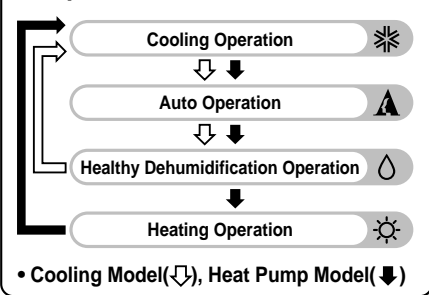 Cooling Operation
Auto Operation
Healthy Dehumidification Operation
Heating Operation
• Cooling Model(⇩), Heat Pump Model(⬇)